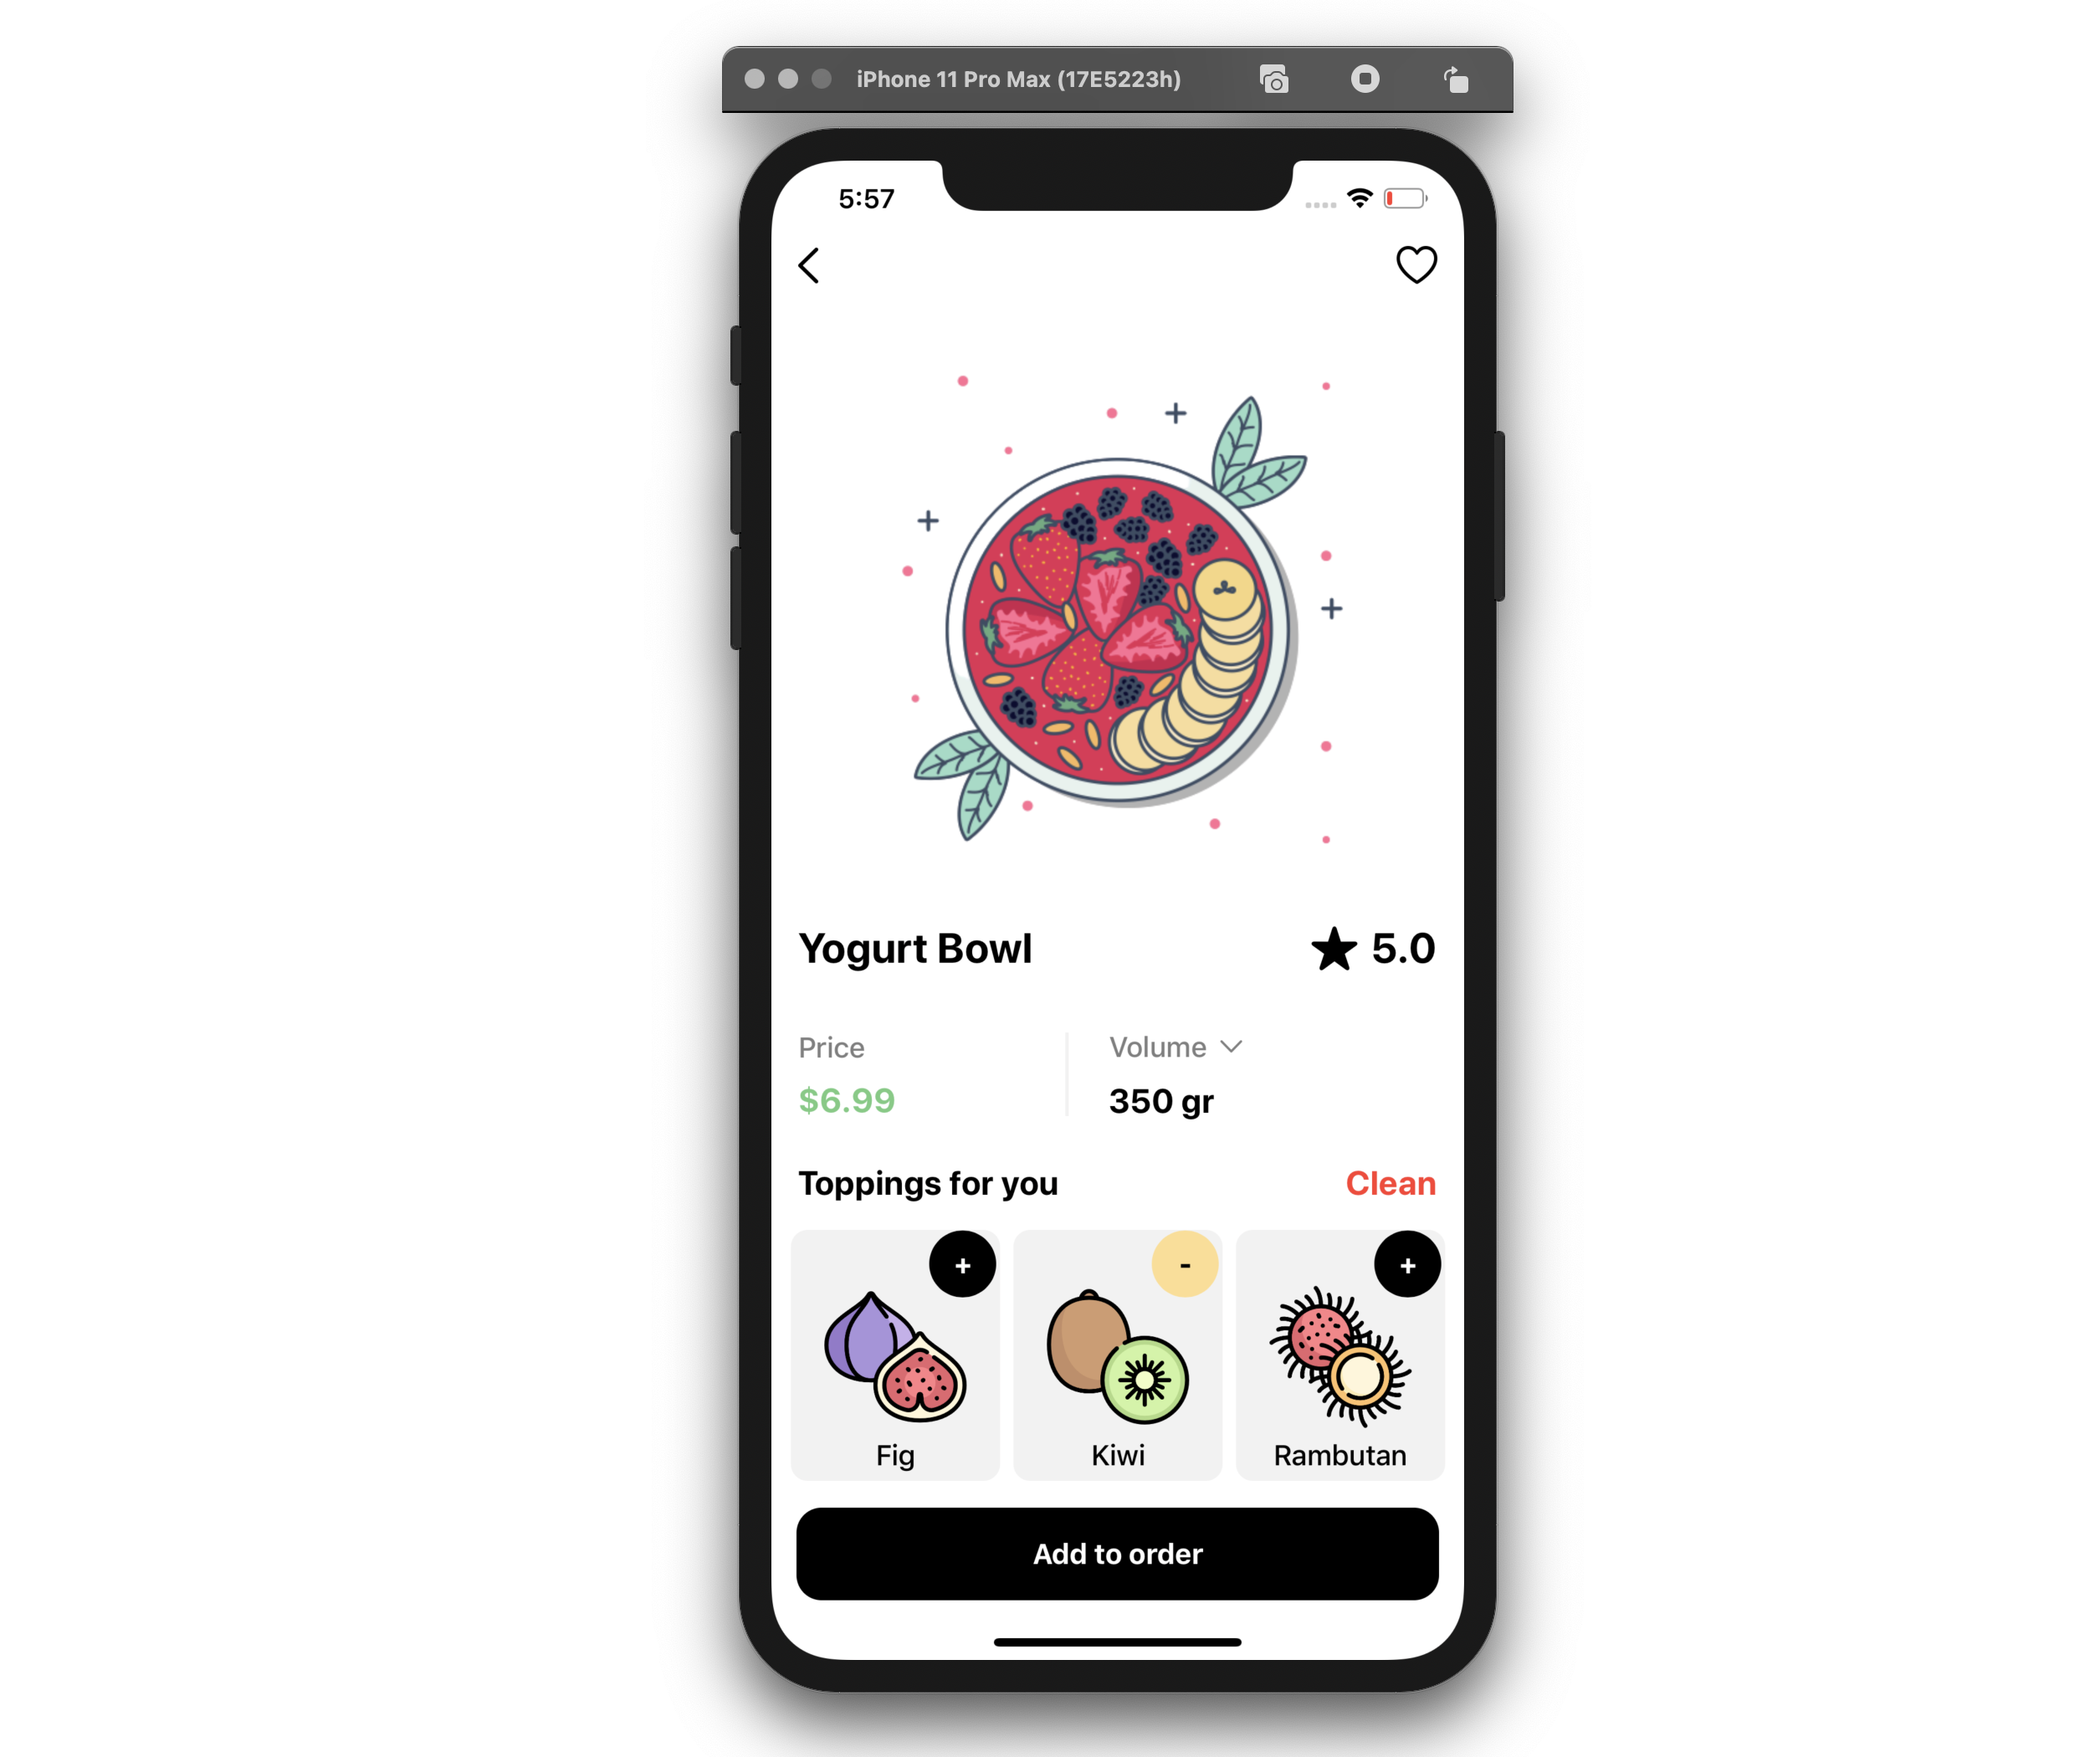 iPhone 11 Pro Max (17E5223h)
5:57
Yogurt Bowl
5.0
Price
Volume
$6.99
350 gr
Toppings for you
Clean
+
-
+
Fig
Kiwi
Rambutan
Add to order